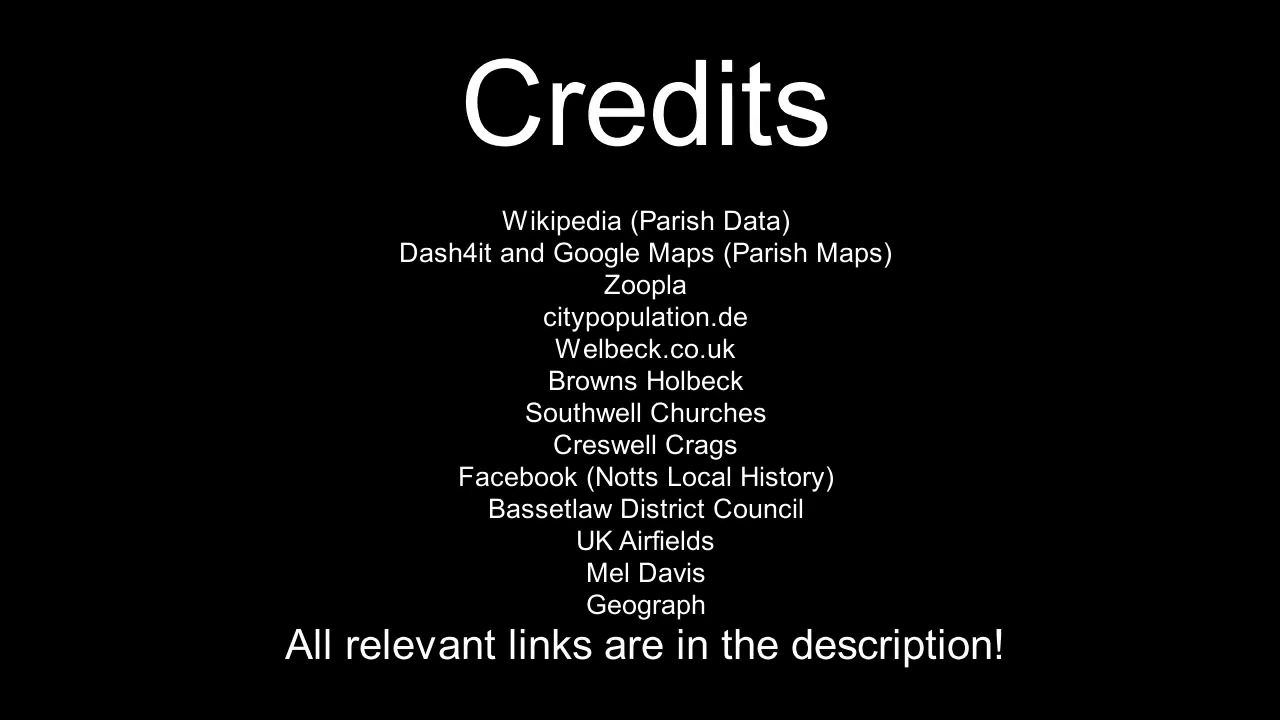 Credits
Wikipedia (Parish Data)
Dash4it and Google Maps (Parish Maps)
Zoopla
citypopulation.de
Welbeck.co.uk
Browns Holbeck
Southwell Churches
Creswell Crags
Facebook (Notts Local History)
Bassetlaw District Council
UK Airfields
Mel Davis
Geograph
All relevant links are in the description!